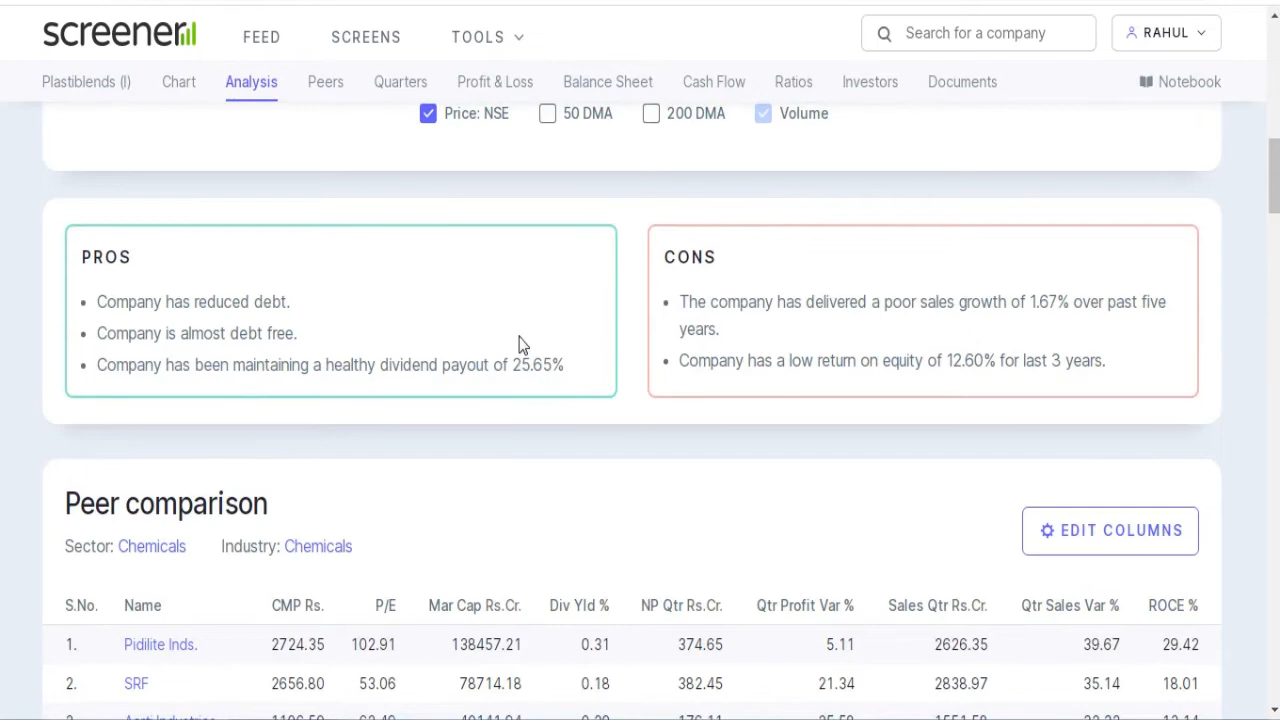 screener FEED SCREENS TOOLS Search for a company RAHUL
Plastiblends (I) Chart Analysis Peers Quarters Profit & Loss Balance Sheet Cash Flow Ratios Investors Documents Notebook
Price: NSE 50 DMA 200 DMA Volume
PROS
• Company has reduced debt.
• Company is almost debt free.
• Company has been maintaining a healthy dividend payout of 25.65%
CONS
• The company has delivered a poor sales growth of 1.67% over past five
years.
• Company has a low return on equity of 12.60% for last 3 years.
Peer comparison
Sector: Chemicals Industry: Chemicals
EDIT COLUMNS
S.No. Name CMP Rs. P/E Mar Cap Rs.Cr. Div Yld % NP Qtr Rs.Cr. Qtr Profit Var % Sales Qtr Rs.Cr. Qtr Sales Var % ROCE %
1. Pidilite Inds. 2724.35 102.91 138457.21 0.31 374.65 5.11 2626.35 39.67 29.42
2. SRF 2656.80 53.06 78714.18 0.18 382.45 21.34 2838.97 35.14 18.01